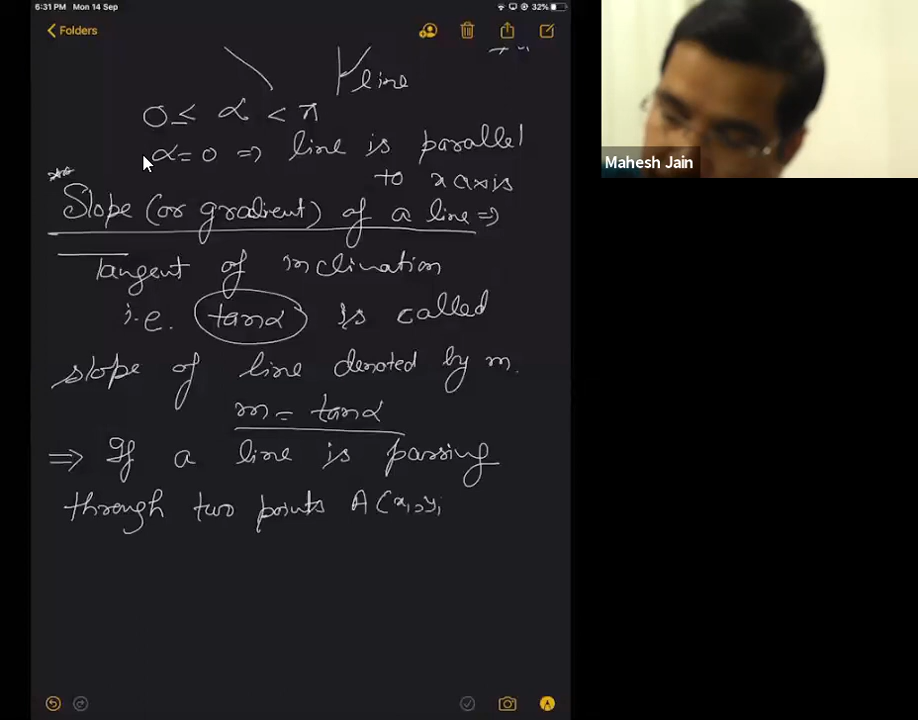 6:31 PM Mon 14 Sep
32%
Folders
line
0 ≤ α < π
α = 0 ⇒ line is parallel
to x axis
Slope (or gradient) of a line ⇒
Tangent of inclination
i.e. tanα is called
slope of line denoted by m.
m = tanα
⇒ If a line is passing
through two points A(x₁,y₁
Mahesh Jain